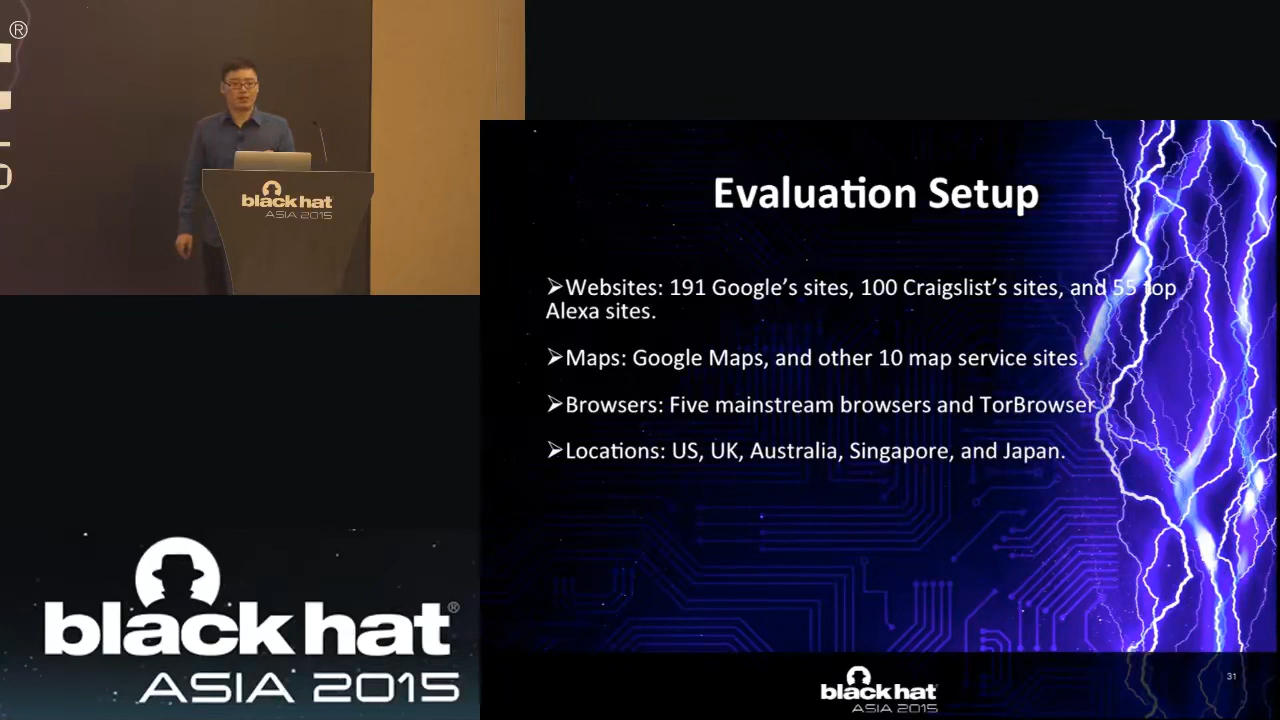 ®
black hat
ASIA 2015
Evaluation Setup
➢Websites: 191 Google's sites, 100 Craigslist's sites, and 55 top
Alexa sites.
➢Maps: Google Maps, and other 10 map service sites.
➢Browsers: Five mainstream browsers and TorBrowser
➢Locations: US, UK, Australia, Singapore, and Japan.
black hat®
ASIA 2015
black hat
ASIA 2015
31